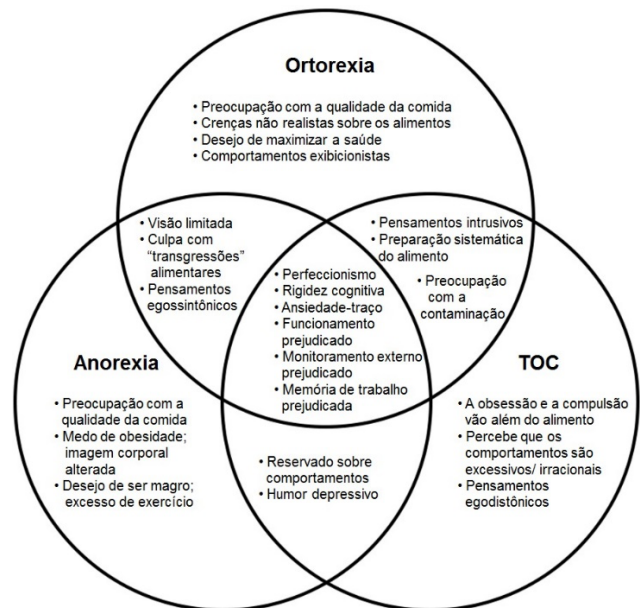 Ortorexia
• Preocupação com a qualidade da comida
• Crenças não realistas sobre os alimentos
• Desejo de maximizar a saúde
• Comportamentos exibicionistas
• Visão limitada
• Culpa com
“transgressões”
alimentares
• Pensamentos
egossintônicos
• Pensamentos intrusivos
• Preparação sistemática
do alimento
• Preocupação
com a
contaminação
• Perfeccionismo
• Rigidez cognitiva
• Ansiedade-traço
• Funcionamento
prejudicado
• Monitoramento externo
prejudicado
• Memória de trabalho
prejudicada
Anorexia
• Preocupação com a
qualidade da comida
• Medo de obesidade;
imagem corporal
alterada
• Desejo de ser magro;
excesso de exercício
TOC
• A obsessão e a compulsão
vão além do alimento
• Percebe que os
comportamentos são
excessivos/ irracionais
• Pensamentos
egodistônicos
• Reservado sobre
comportamentos
• Humor depressivo